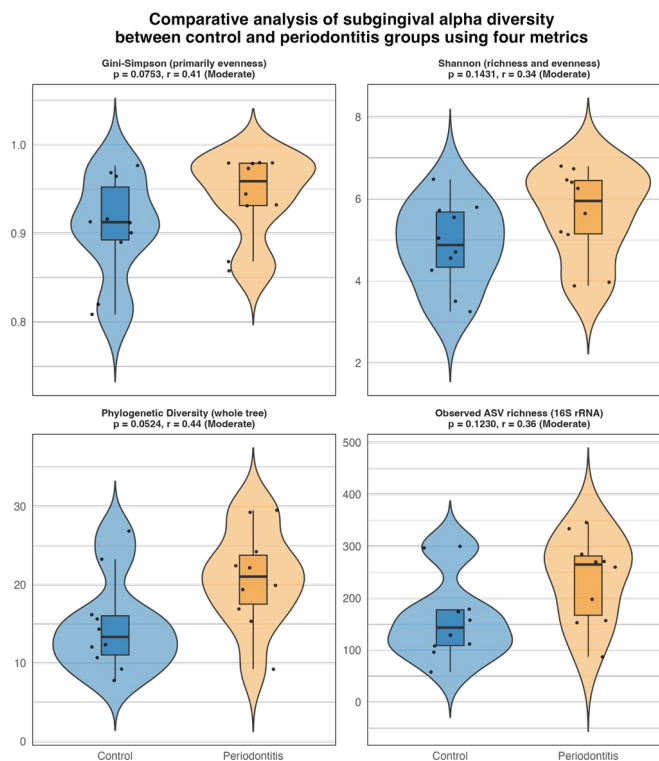 Comparative analysis of subgingival alpha diversity
between control and periodontitis groups using four metrics
Gini-Simpson (primarily evenness)
p = 0.0753, r = 0.41 (Moderate)
1.0
0.9
0.8
Shannon (richness and evenness)
p = 0.1431, r = 0.34 (Moderate)
8
6
4
2
Phylogenetic Diversity (whole tree)
p = 0.0524, r = 0.44 (Moderate)
30
20
10
0
Control
Periodontitis
Observed ASV richness (16S rRNA)
p = 0.1230, r = 0.36 (Moderate)
500
400
300
200
100
0
Control
Periodontitis